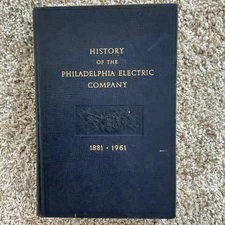 HISTORY
OF THE
PHILADELPHIA ELECTRIC
COMPANY
1881 • 1961